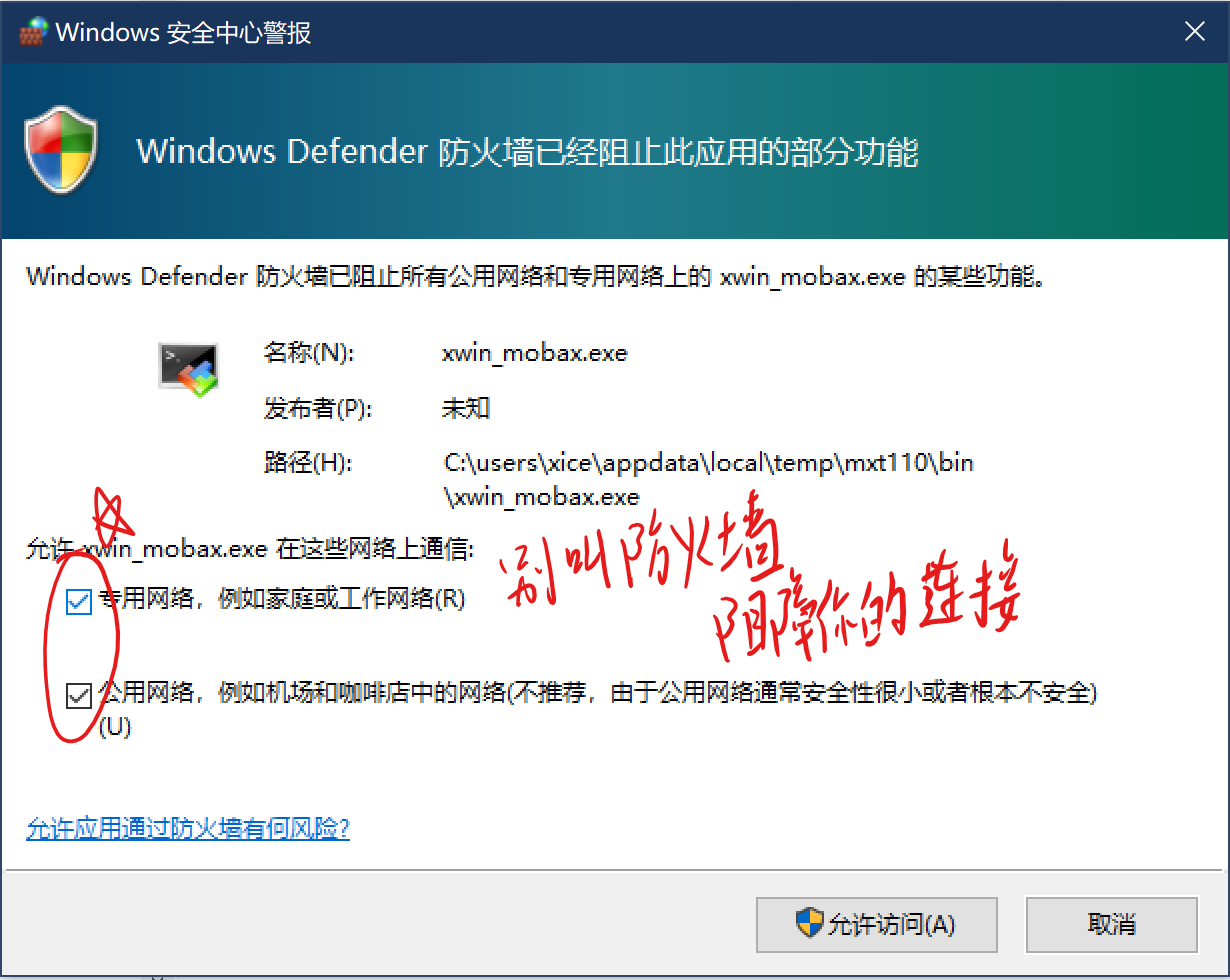 Windows 安全中心警报
Windows Defender 防火墙已经阻止此应用的部分功能
Windows Defender 防火墙已阻止所有公用网络和专用网络上的 xwin_mobax.exe 的某些功能。
名称(N): xwin_mobax.exe
发布者(P): 未知
路径(H): C:\users\xice\appdata\local\temp\mxt110\bin
\xwin_mobax.exe
允许 xwin_mobax.exe 在这些网络上通信:
别叫防火墙
阻障你的连接
专用网络，例如家庭或工作网络(R)
公用网络，例如机场和咖啡店中的网络(不推荐，由于公用网络通常安全性很小或者根本不安全)
(U)
允许应用通过防火墙有何风险?
允许访问(A)
取消